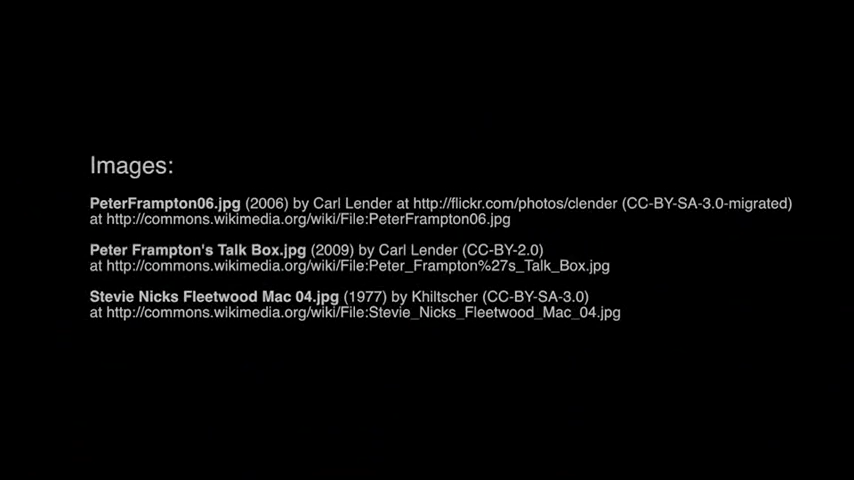 Images:
PeterFrampton06.jpg (2006) by Carl Lender at http://flickr.com/photos/clender (CC-BY-SA-3.0-migrated)
at http://commons.wikimedia.org/wiki/File:PeterFrampton06.jpg
Peter Frampton's Talk Box.jpg (2009) by Carl Lender (CC-BY-2.0)
at http://commons.wikimedia.org/wiki/File:Peter_Frampton%27s_Talk_Box.jpg
Stevie Nicks Fleetwood Mac 04.jpg (1977) by Khiltscher (CC-BY-SA-3.0)
at http://commons.wikimedia.org/wiki/File:Stevie_Nicks_Fleetwood_Mac_04.jpg